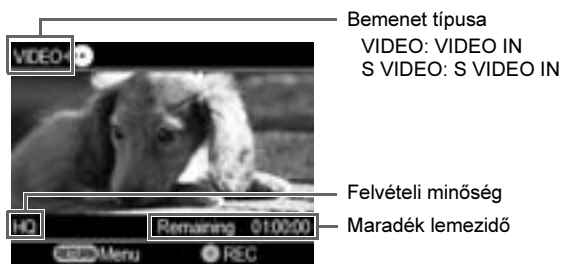 Bemenet típusa
VIDEO: VIDEO IN
S VIDEO: S VIDEO IN
VIDEO
Felvételi minőség
HQ
Remaining 01:00:00
Maradék lemezidő
Menu
REC